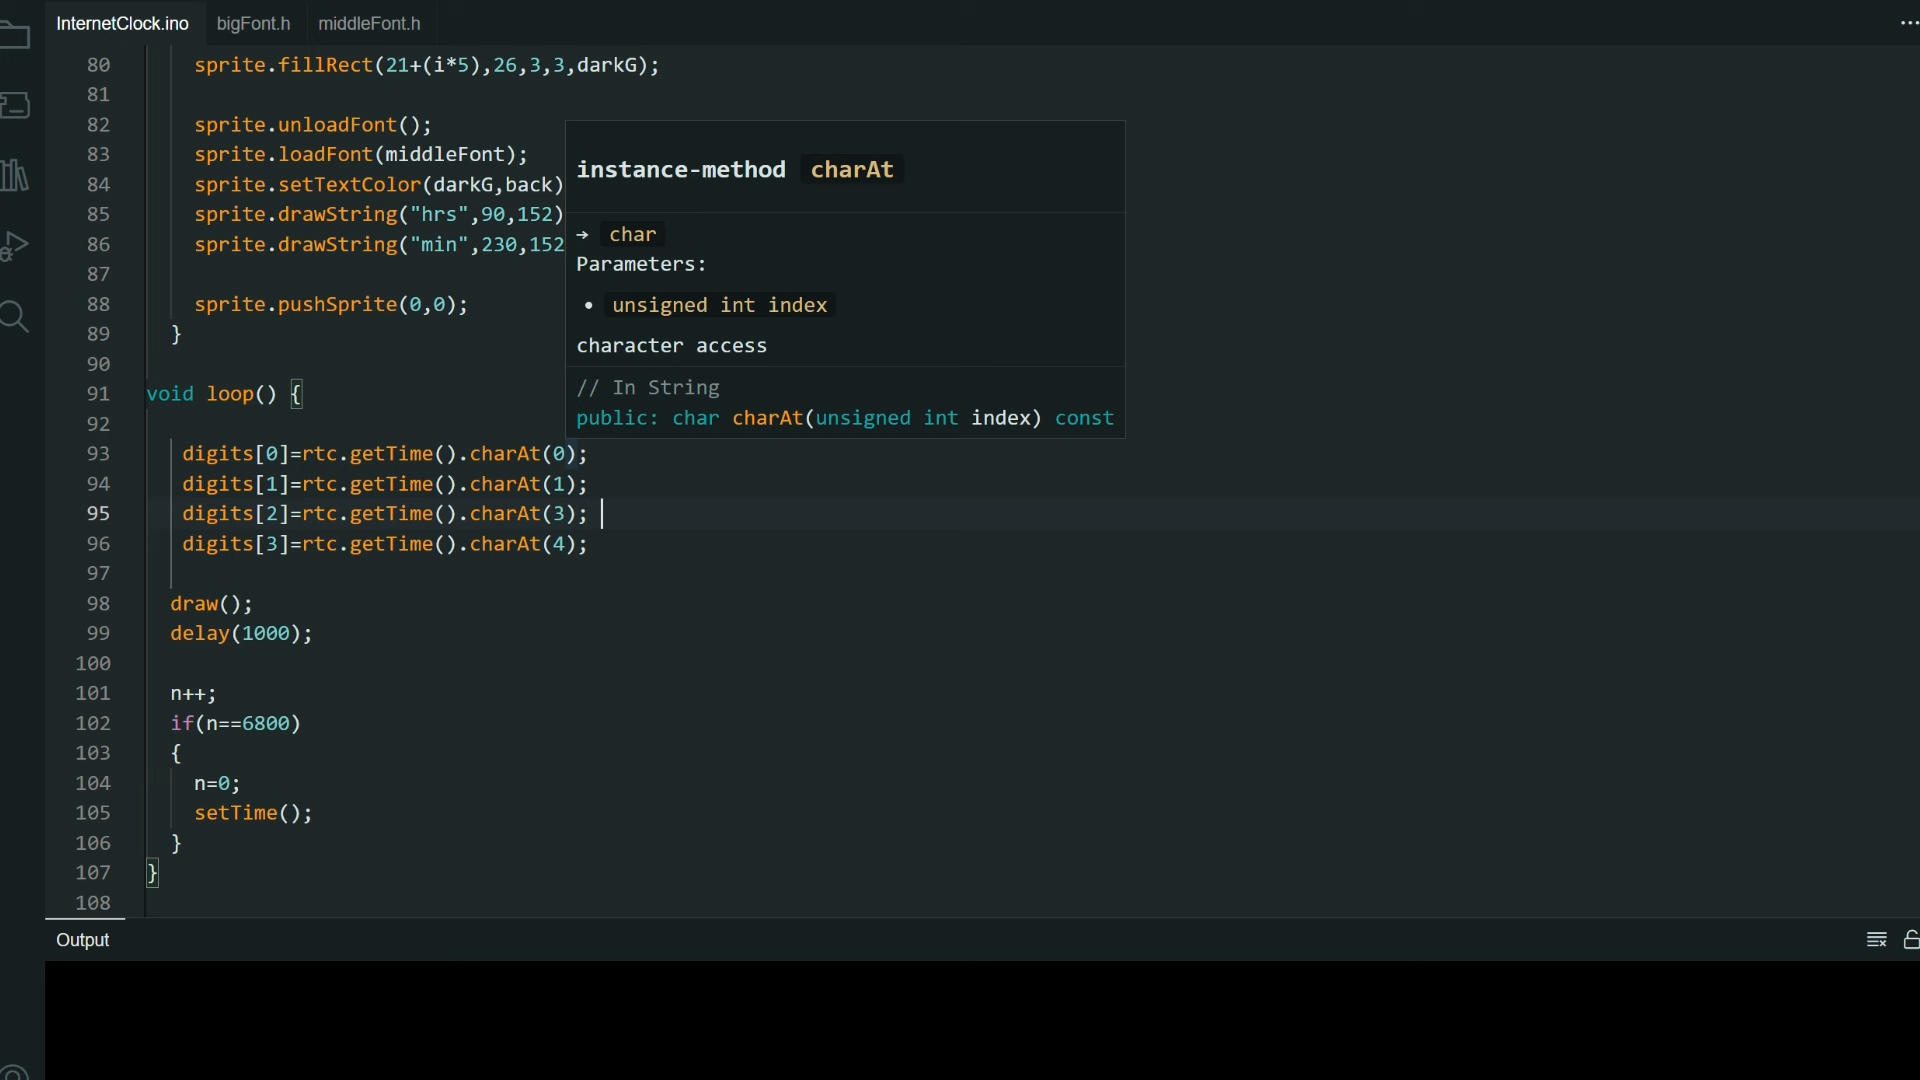 InternetClock.ino bigFont.h middleFont.h
80 sprite.fillRect(21+(i*5),26,3,3,darkG);
81
82 sprite.unloadFont();
83 sprite.loadFont(middleFont);
84 sprite.setTextColor(darkG,back)
85 sprite.drawString("hrs",90,152)
86 sprite.drawString("min",230,152
87
88 sprite.pushSprite(0,0);
89 }
90
instance-method charAt
→ char
Parameters:
• unsigned int index
character access
// In String
public: char charAt(unsigned int index) const
91 void loop() {
92
93 digits[0]=rtc.getTime().charAt(0);
94 digits[1]=rtc.getTime().charAt(1);
95 digits[2]=rtc.getTime().charAt(3);
96 digits[3]=rtc.getTime().charAt(4);
97
98 draw();
99 delay(1000);
100
101 n++;
102 if(n==6800)
103 {
104 n=0;
105 setTime();
106 }
107 }
108
Output